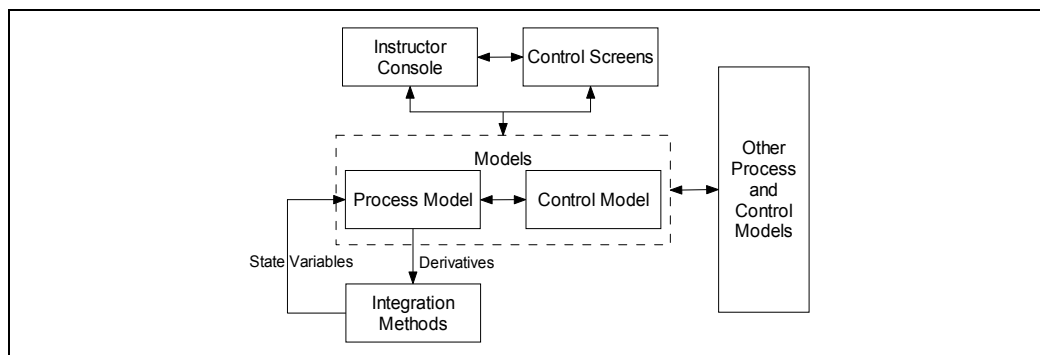 Instructor
Console
Control Screens
Models
Process Model
Control Model
Other
Process
and
Control
Models
State Variables
Derivatives
Integration
Methods